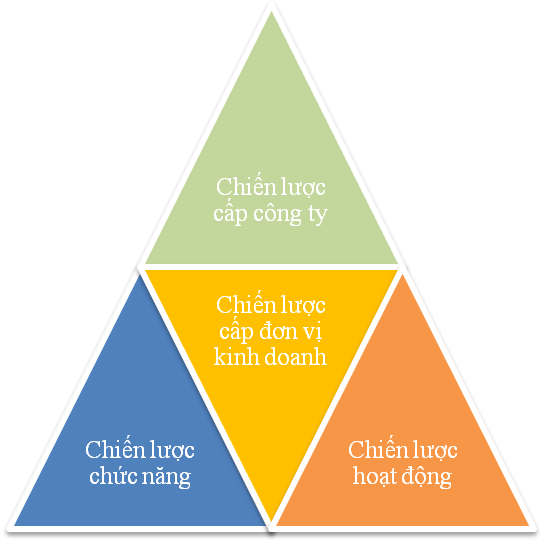 Chiến lược
cấp công ty
Chiến lược
cấp đơn vị
kinh doanh
Chiến lược
chức năng
Chiến lược
hoạt động